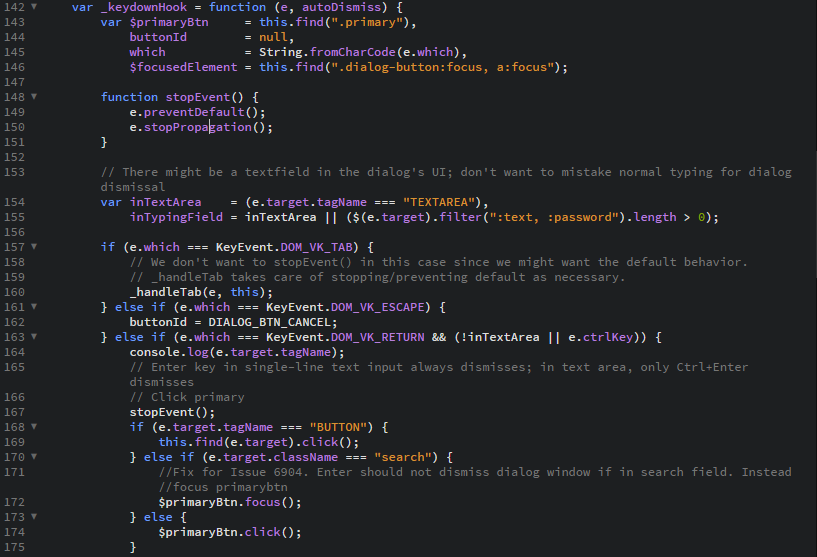 142 ▼ var _keydownHook = function (e, autoDismiss) {
143 var $primaryBtn = this.find(".primary"),
144 buttonId = null,
145 which = String.fromCharCode(e.which),
146 $focusedElement = this.find(".dialog-button:focus, a:focus");
147
148 ▼ function stopEvent() {
149 e.preventDefault();
150 e.stopPropagation();
151 }
152
153 // There might be a textfield in the dialog's UI; don't want to mistake normal typing for dialog
dismissal
154 var inTextArea = (e.target.tagName === "TEXTAREA"),
155 inTypingField = inTextArea || ($(e.target).filter(":text, :password").length > 0);
156
157 ▼ if (e.which === KeyEvent.DOM_VK_TAB) {
158 // We don't want to stopEvent() in this case since we might want the default behavior.
159 // _handleTab takes care of stopping/preventing default as necessary.
160 _handleTab(e, this);
161 ▼ } else if (e.which === KeyEvent.DOM_VK_ESCAPE) {
162 buttonId = DIALOG_BTN_CANCEL;
163 ▼ } else if (e.which === KeyEvent.DOM_VK_RETURN && (!inTextArea || e.ctrlKey)) {
164 console.log(e.target.tagName);
165 // Enter key in single-line text input always dismisses; in text area, only Ctrl+Enter
dismisses
166 // Click primary
167 stopEvent();
168 ▼ if (e.target.tagName === "BUTTON") {
169 this.find(e.target).click();
170 ▼ } else if (e.target.className === "search") {
171 //Fix for Issue 6904. Enter should not dismiss dialog window if in search field. Instead
//focus primarybtn
172 $primaryBtn.focus();
173 ▼ } else {
174 $primaryBtn.click();
175 }